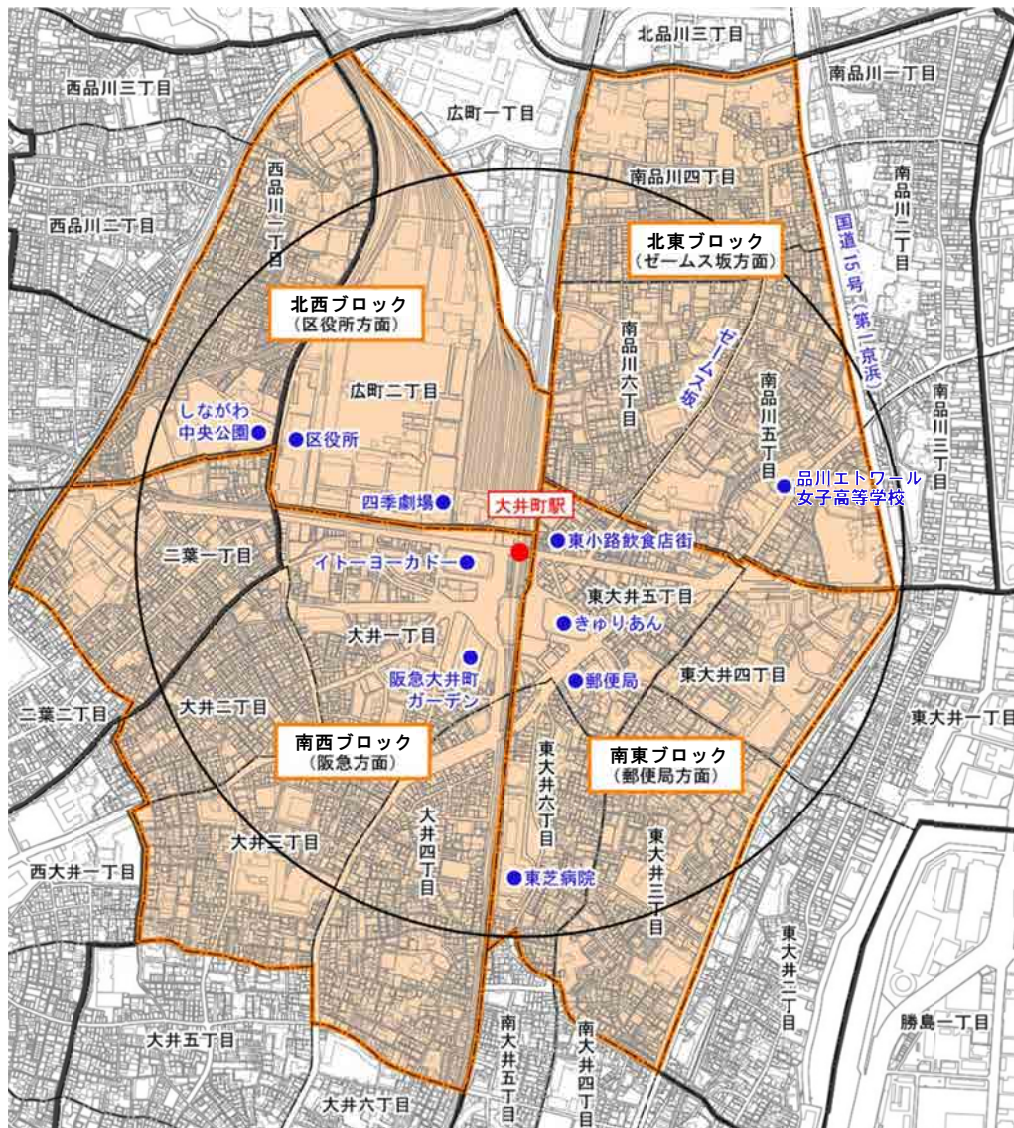 北品川三丁目
南品川一丁目
西品川三丁目
広町一丁目
南品川四丁目
南品川二丁目
西品川一丁目
西品川二丁目
北東ブロック
(ゼームス坂方面)
国道15号(第一京浜)
北西ブロック
(区役所方面)
南品川六丁目
ゼームス坂
南品川五丁目
広町二丁目
南品川三丁目
しながわ
中央公園
区役所
品川エトワール
女子高等学校
四季劇場
大井町駅
東小路飲食店街
二葉一丁目
イトーヨーカドー
東大井五丁目
きゅりあん
大井一丁目
阪急大井町
ガーデン
郵便局
東大井四丁目
大井二丁目
二葉二丁目
東大井一丁目
南西ブロック
(阪急方面)
南東ブロック
(郵便局方面)
東大井六丁目
大井四丁目
大井三丁目
東大井三丁目
西大井一丁目
東芝病院
東大井二丁目
大井五丁目
南大井五丁目
南大井四丁目
勝島一丁目
大井六丁目